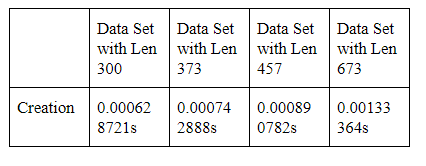 Data Set Data Set Data Set Data Set
with Len with Len with Len with Len
300 373 457 673
Creation 0.00062 0.00074 0.00089 0.00133
8721s 2888s 0782s 364s